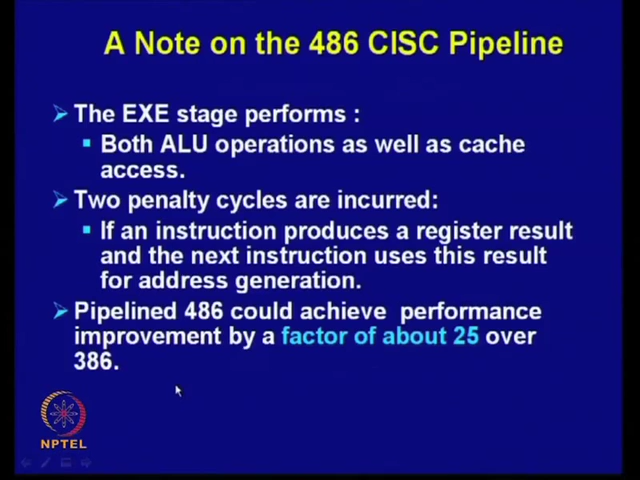 A Note on the 486 CISC Pipeline
The EXE stage performs :
Both ALU operations as well as cache
access.
Two penalty cycles are incurred:
If an instruction produces a register result
and the next instruction uses this result
for address generation.
Pipelined 486 could achieve performance
improvement by a factor of about 25 over
386.
NPTEL